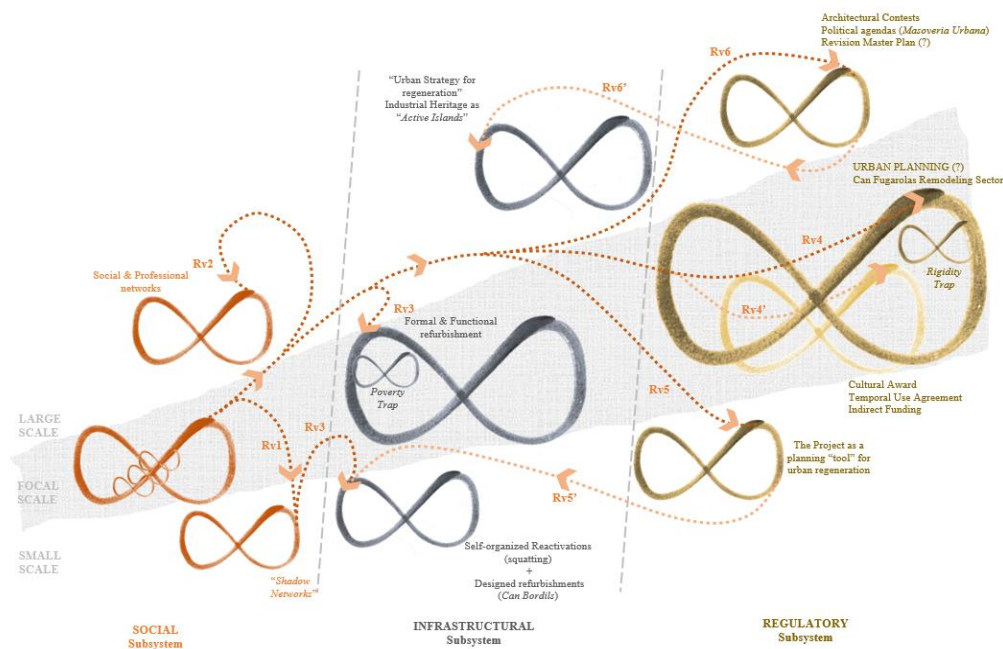 Architectural Contests
Political agendas (Masoveria Urbana)
Revision Master Plan (?)
Rv6
"Urban Strategy for
regeneration"
Industrial Heritage as
"Active Islands"
Rv6'
URBAN PLANNING (?)
Can Fugarolas Remodeling Sector
Rv4
Rigidity
Trap
Rv4'
Rv2
Social & Professional
networks
Rv3
Formal & Functional
refurbishment
Poverty
Trap
Rv5
Cultural Award
Temporal Use Agreement
Indirect Funding
LARGE
SCALE
Rv1
Rv3
FOCAL
SCALE
The Project as a
planning "tool" for
urban regeneration
Rv5'
SMALL
SCALE
"Shadow
Networks"
Self-organized Reactivations
(squatting)
+
Designed refurbishments
(Can Bordils)
SOCIAL
Subsystem
INFRASTRUCTURAL
Subsystem
REGULATORY
Subsystem